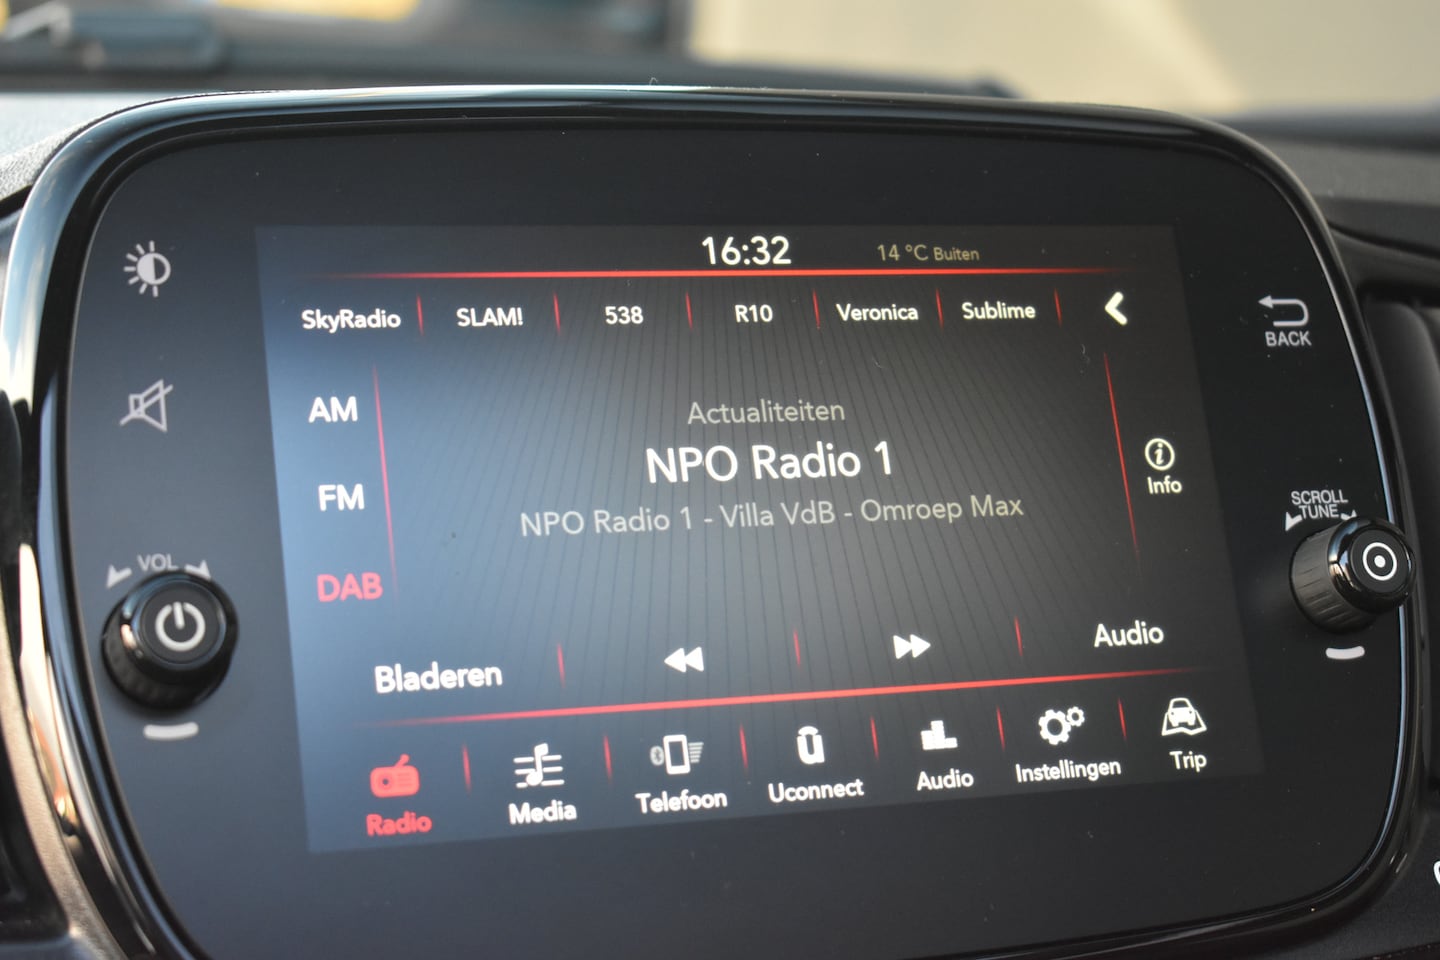 16:32 14 °C Buiten
SkyRadio SLAM! 538 R10 Veronica Sublime
BACK
AM
Actualiteiten
NPO Radio 1
Info
FM
NPO Radio 1 - Villa VdB - Omroep Max
SCROLL
TUNE
VOL
DAB
Bladeren
Audio
Radio
Media
Telefoon
Uconnect
Audio
Instellingen
Trip